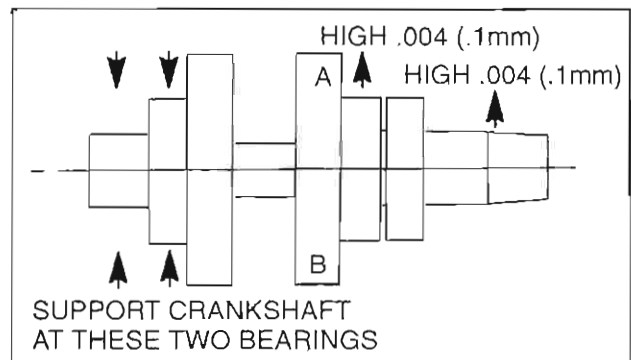 HIGH .004 (.1mm)
A
HIGH .004 (.1mm)
B
SUPPORT CRANKSHAFT
AT THESE TWO BEARINGS